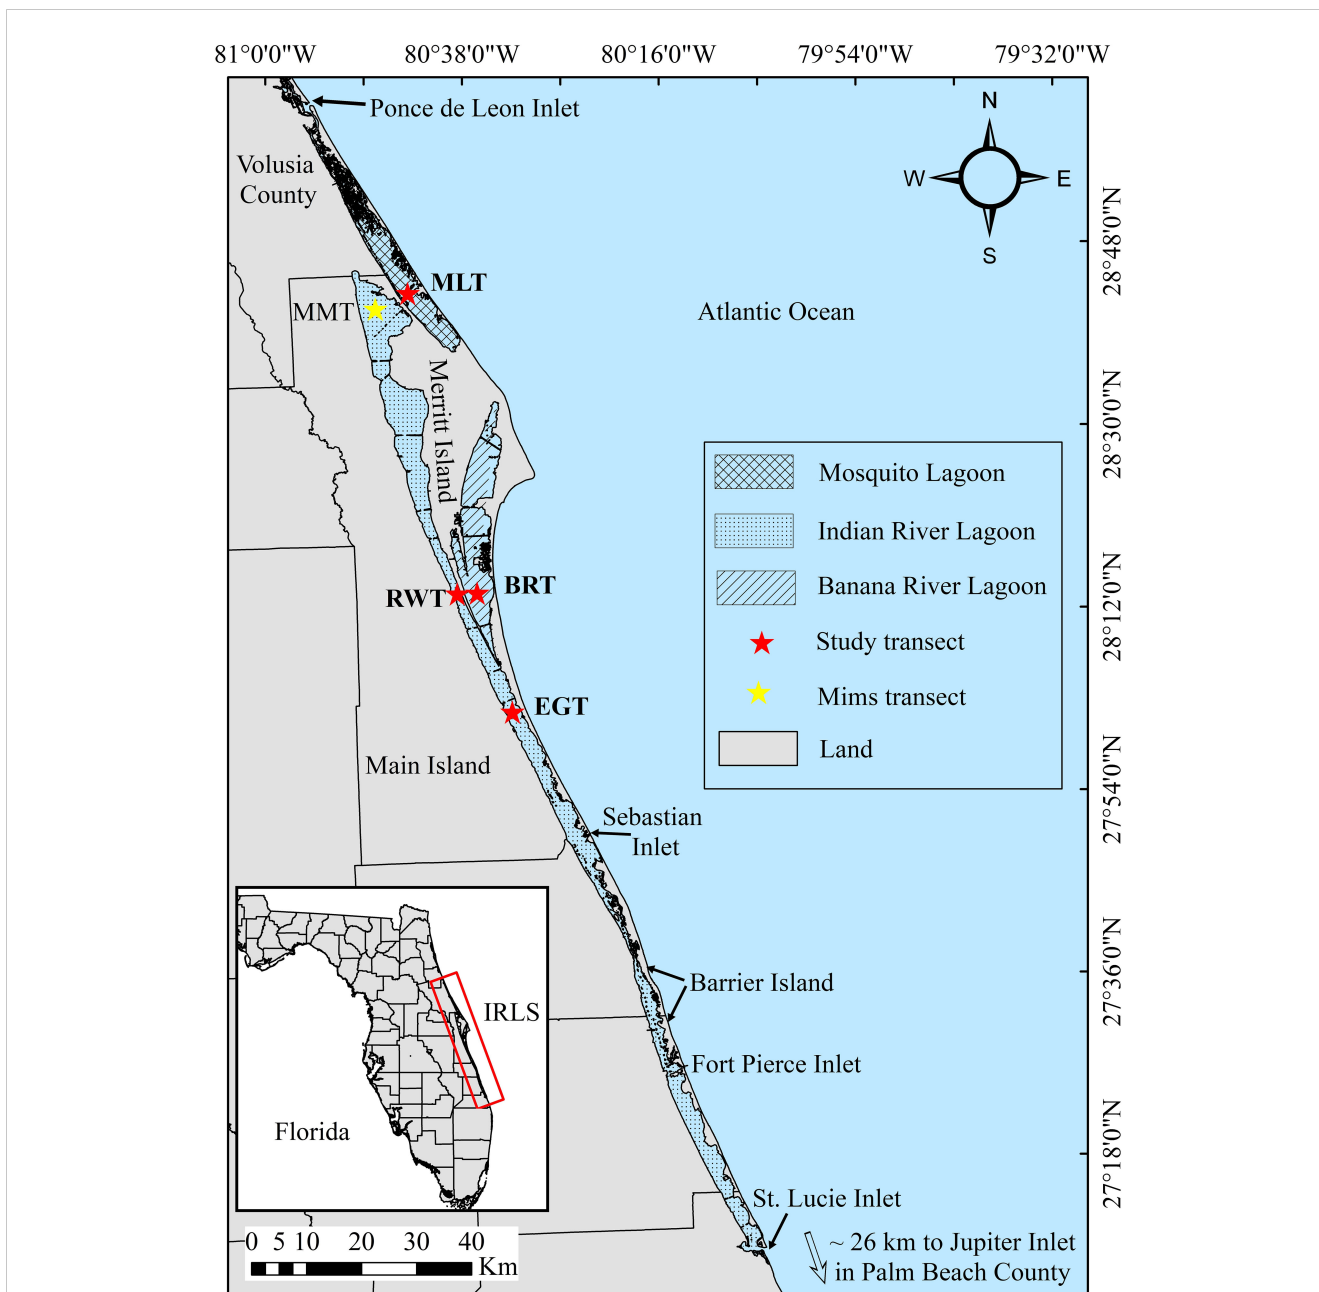 81°0'0"W 80°38'0"W 80°16'0"W 79°54'0"W 79°32'0"W
Ponce de Leon Inlet
N
W E
S
Volusia
County
28°48'0"N
MLT
MMT
Atlantic Ocean
Merritt Island
28°30'0"N
Mosquito Lagoon
Indian River Lagoon
Banana River Lagoon
Study transect
Mims transect
Land
RWT
BRT
28°12'0"N
EGT
Main Island
27°54'0"N
Sebastian
Inlet
27°36'0"N
Barrier Island
IRLS
Fort Pierce Inlet
Florida
27°18'0"N
St. Lucie Inlet
~ 26 km to Jupiter Inlet
in Palm Beach County
0 5 10 20 30 40
Km